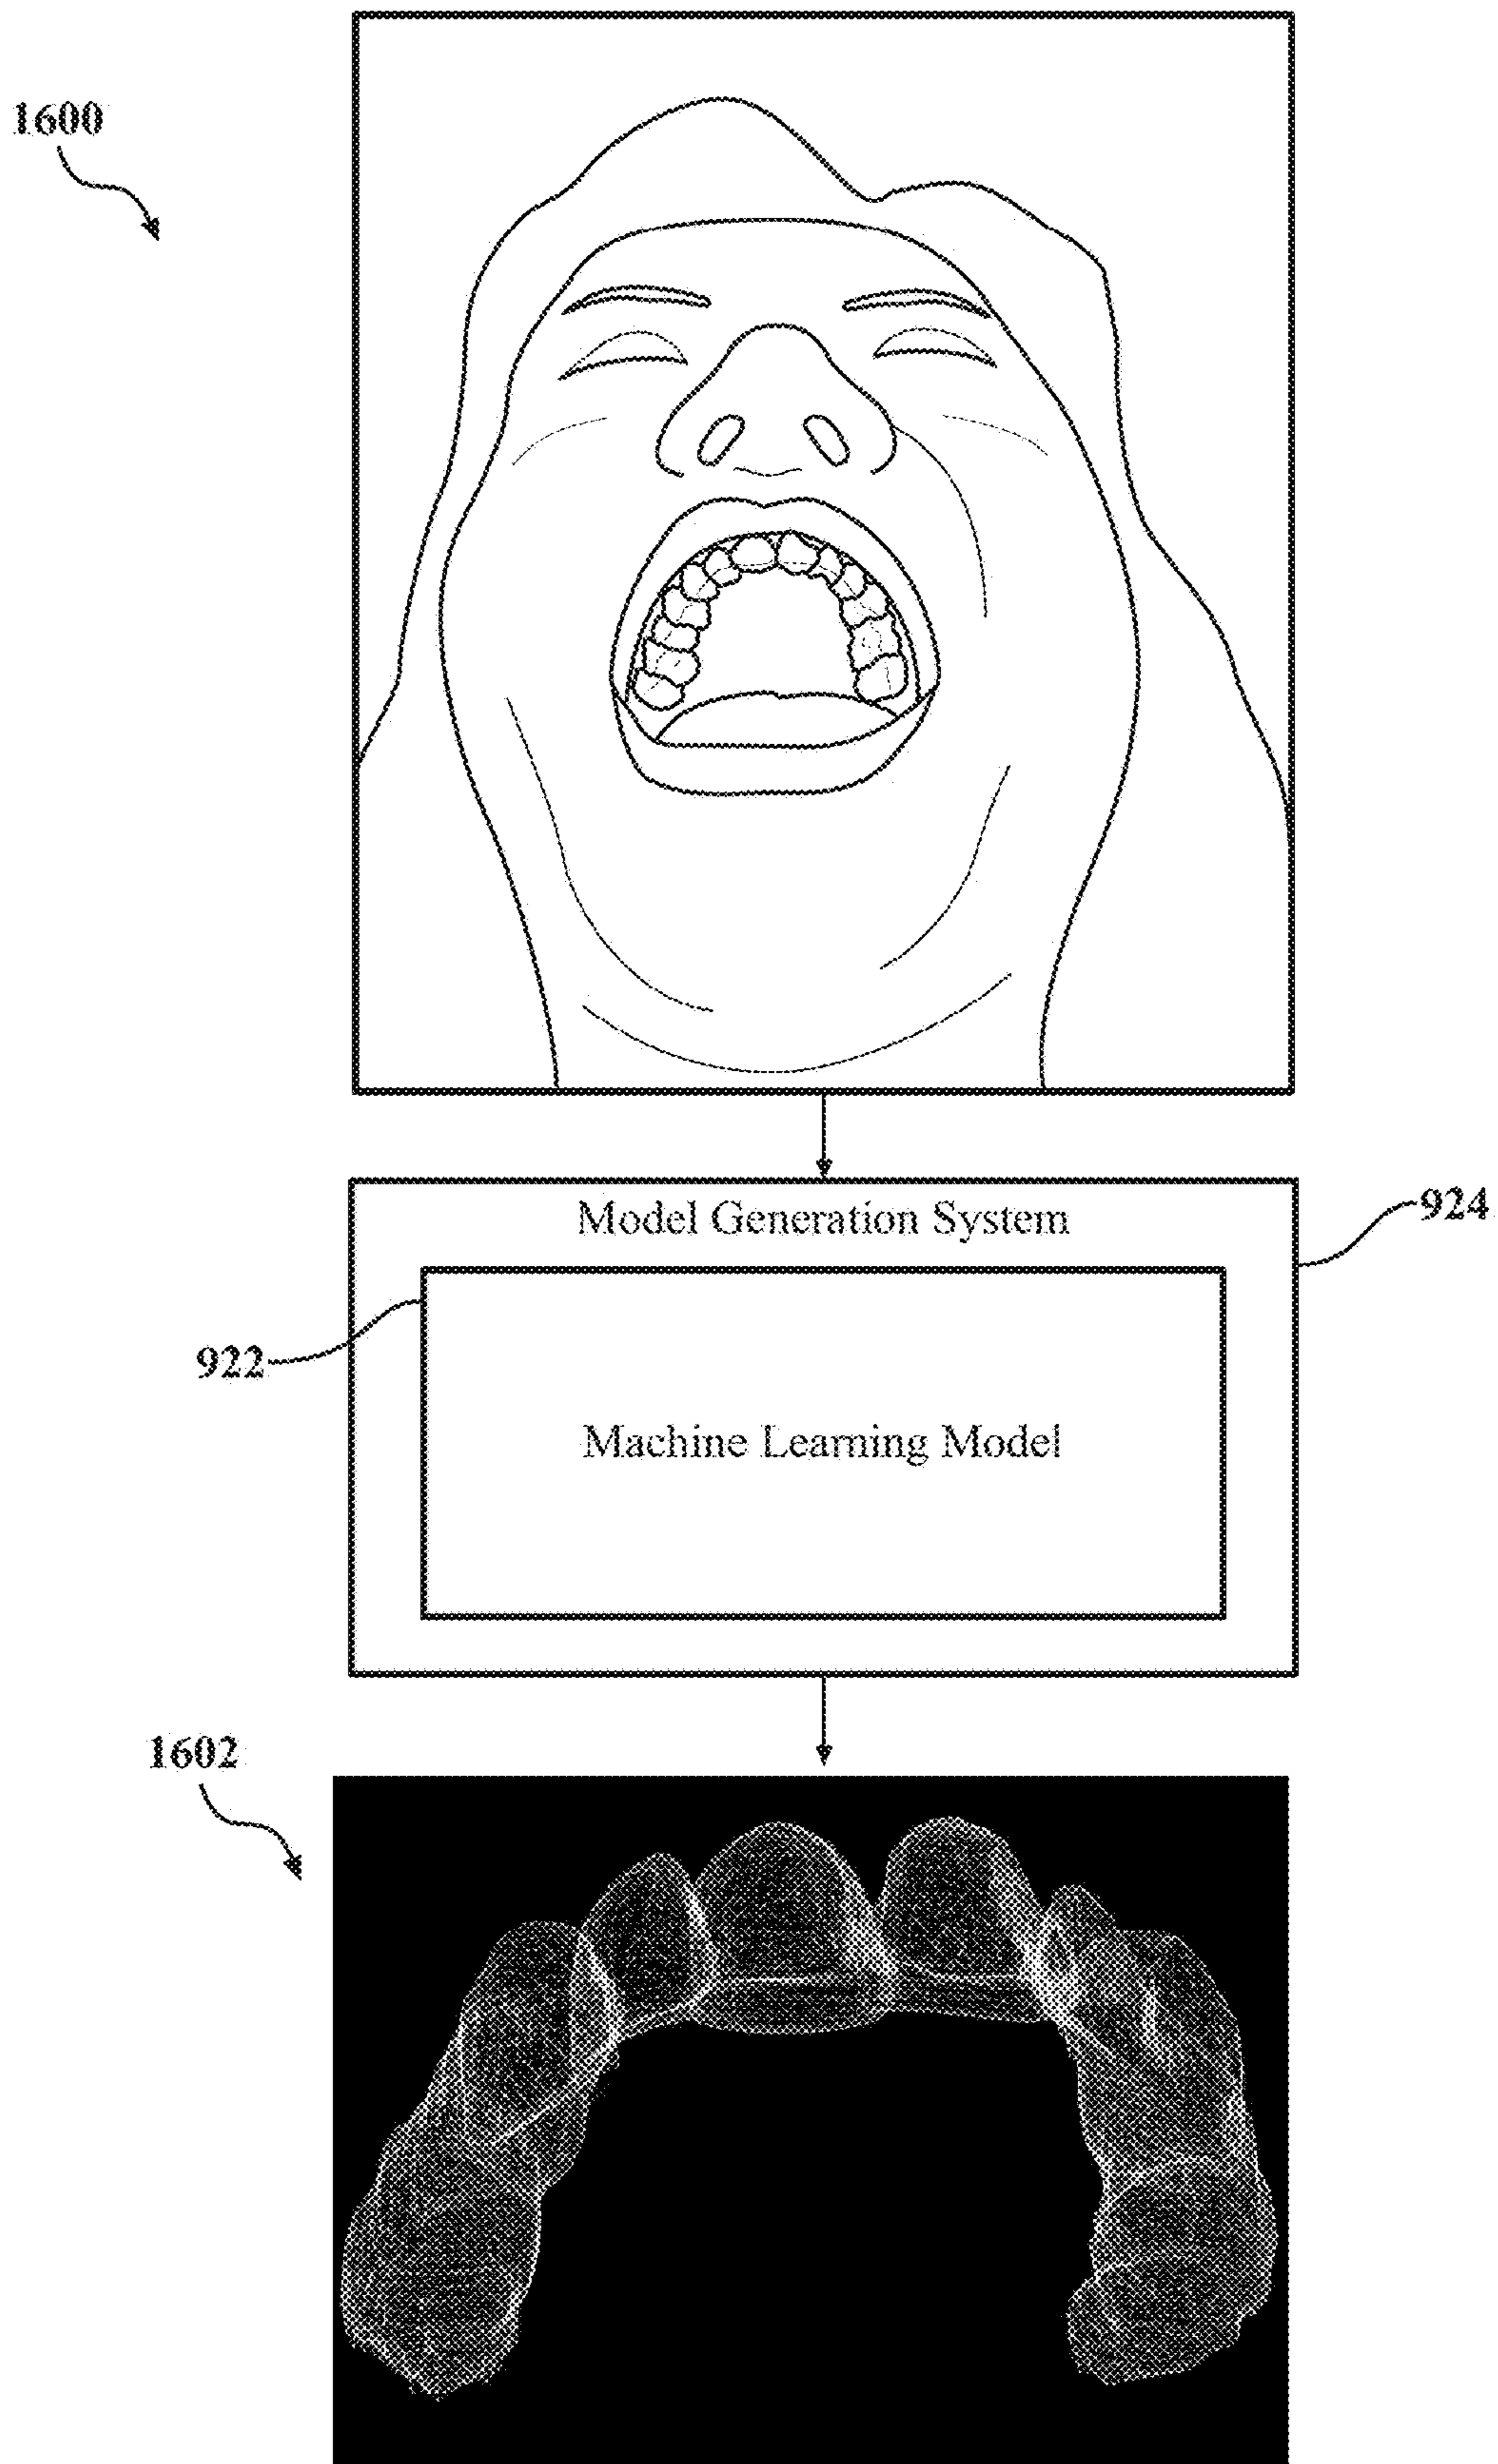 1600
Model Generation System
924
922
Machine Learning Model
1602